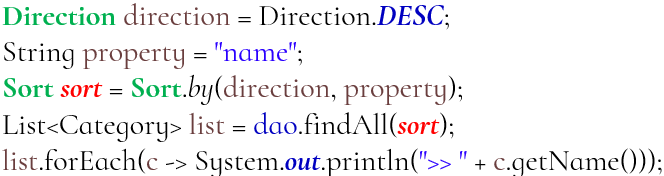 Direction direction = Direction.DESC;
String property = "name";
Sort sort = Sort.by(direction, property);
List<Category> list = dao.findAll(sort);
list.forEach(c -> System.out.println(">> " + c.getName()));